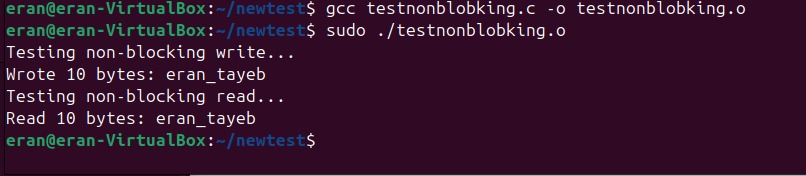 eran@eran-VirtualBox:~/newtest$ gcc testnonblobking.c -o testnonblobking.o
eran@eran-VirtualBox:~/newtest$ sudo ./testnonblobking.o
Testing non-blocking write...
Wrote 10 bytes: eran_tayeb
Testing non-blocking read...
Read 10 bytes: eran_tayeb
eran@eran-VirtualBox:~/newtest$